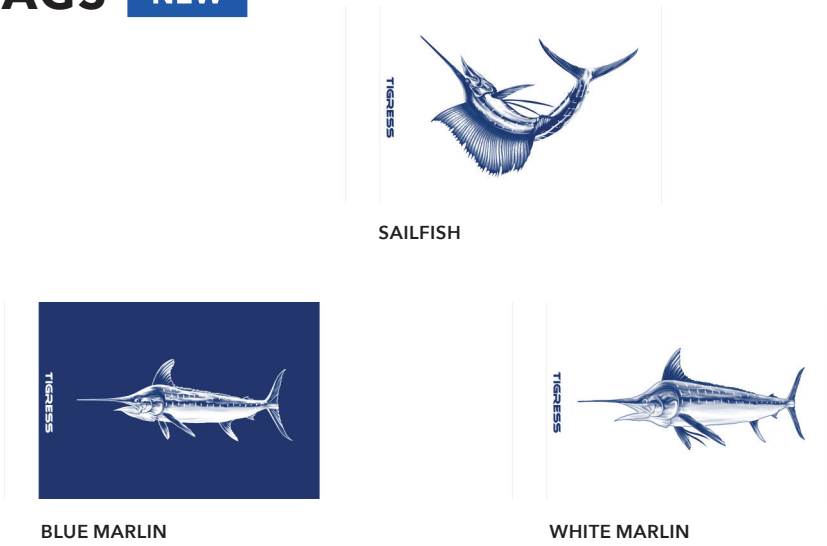 AGS NEW
TIGRESS
SAILFISH
TIGRESS
TIGRESS
BLUE MARLIN
WHITE MARLIN